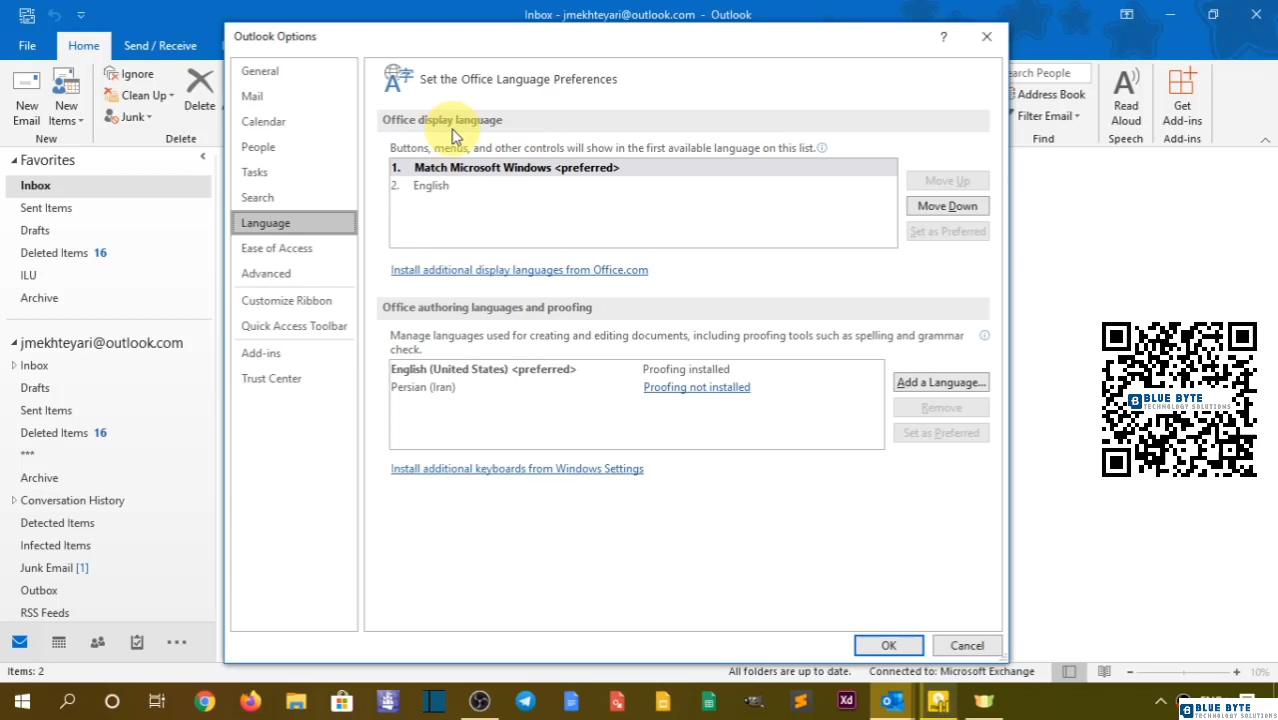 Inbox - jmekhteyari@outlook.com - Outlook
File
Home
Send / Receive
New
Email
New
Items
New
Ignore
Clean Up
Junk
Delete
Delete
earch People
Address Book
Filter Email
Find
Read
Aloud
Speech
Get
Add-ins
Add-ins
Favorites
Inbox
Sent Items
Drafts
Deleted Items 16
ILU
Archive
jmekhteyari@outlook.com
Inbox
Drafts
Sent Items
Deleted Items 16
***
Archive
Conversation History
Detected Items
Infected Items
Junk Email [1]
Outbox
RSS Feeds
Outlook Options
?
General
Mail
Calendar
People
Tasks
Search
Language
Ease of Access
Advanced
Customize Ribbon
Quick Access Toolbar
Add-ins
Trust Center
Set the Office Language Preferences
Office display language
Buttons, menus, and other controls will show in the first available language on this list.
1. Match Microsoft Windows <preferred>
2. English
Move Up
Move Down
Set as Preferred
Install additional display languages from Office.com
Office authoring languages and proofing
Manage languages used for creating and editing documents, including proofing tools such as spelling and grammar
check.
English (United States) <preferred> Proofing installed
Persian (Iran) Proofing not installed
Add a Language...
Remove
Set as Preferred
Install additional keyboards from Windows Settings
OK
Cancel
BLUE BYTE
TECHNOLOGY SOLUTIONS
Items: 2
All folders are up to date.
Connected to: Microsoft Exchange
10%
Xd
BLUE BYTE
TECHNOLOGY SOLUTIONS